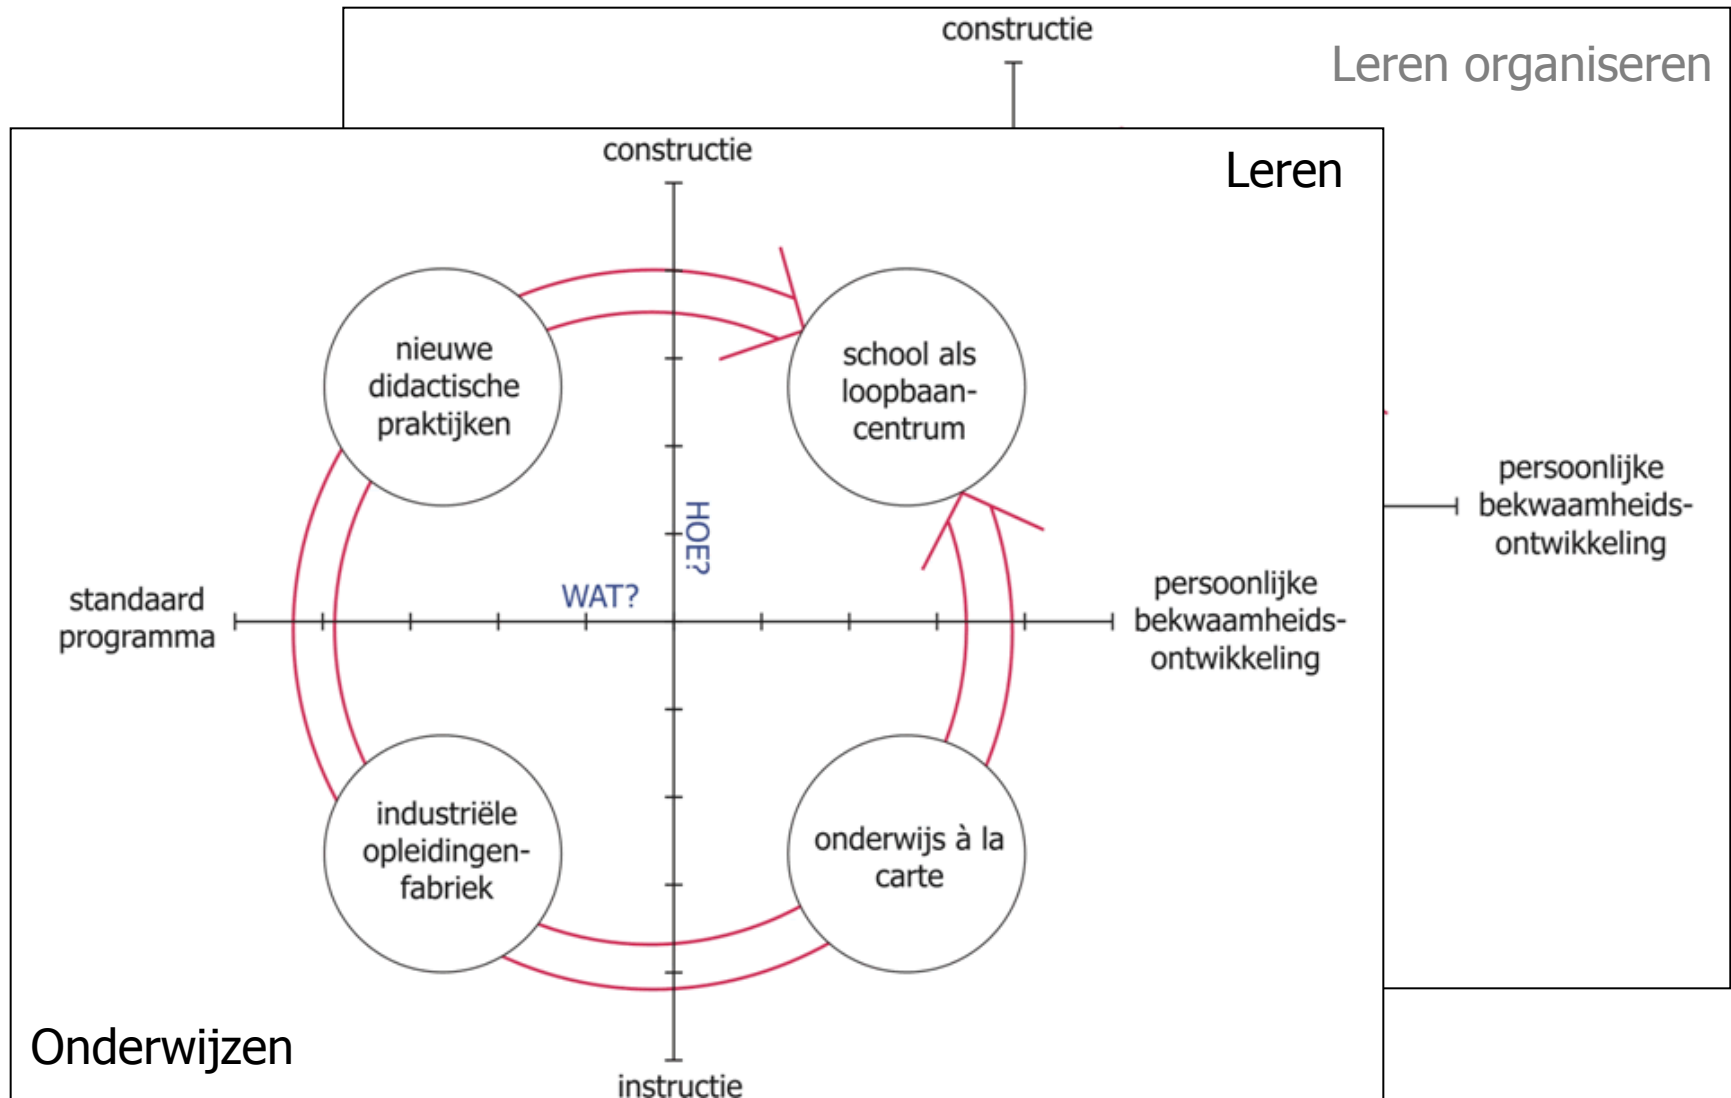 constructie
Leren organiseren
constructie
Leren
nieuwe
didactische
praktijken
school als
loopbaan-
centrum
persoonlijke
bekwaamheids-
ontwikkeling
HOE?
WAT?
standaard
programma
persoonlijke
bekwaamheids-
ontwikkeling
industriële
opleidingen-
fabriek
onderwijs à la
carte
Onderwijzen
instructie